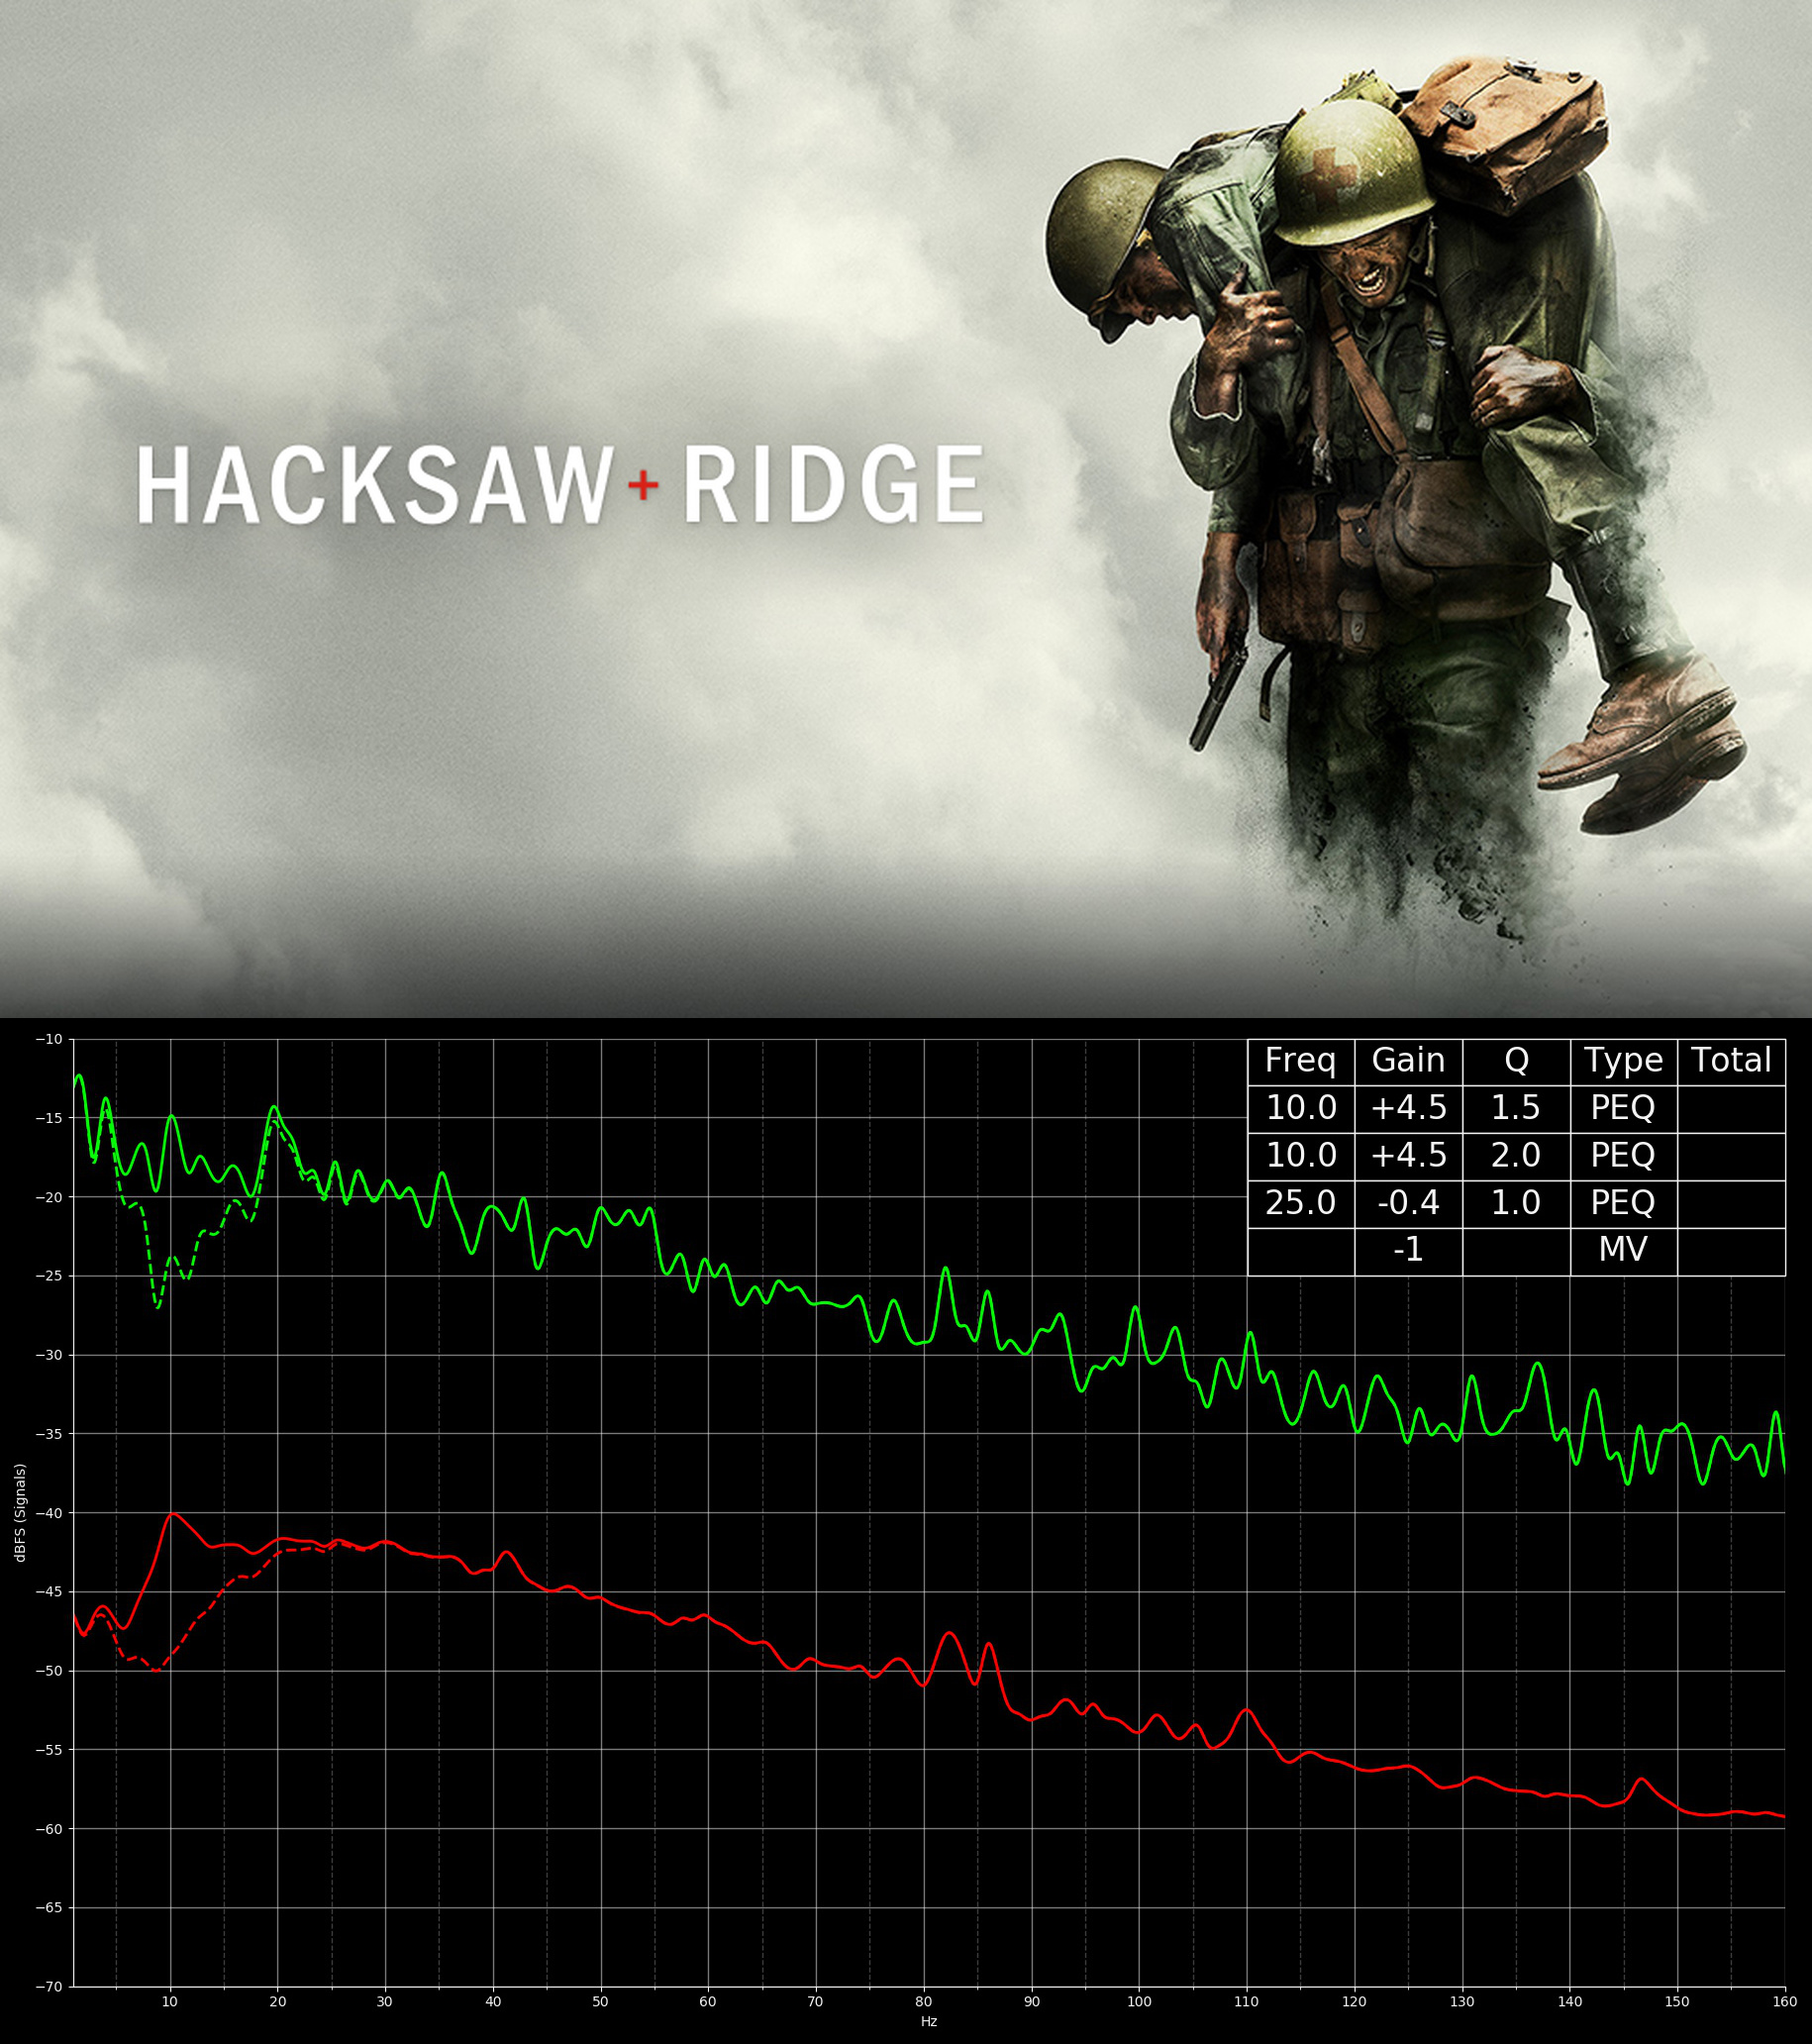 HACKSAW + RIDGE
Freq Gain Q Type Total
10.0 +4.5 1.5 PEQ
10.0 +4.5 2.0 PEQ
25.0 -0.4 1.0 PEQ
-1 MV
−10
−15
−20
−25
−30
−35
−40
−45
−50
−55
−60
−65
−70
dBFS (Signals)
10 20 30 40 50 60 70 80 90 100 110 120 130 140 150 160
Hz